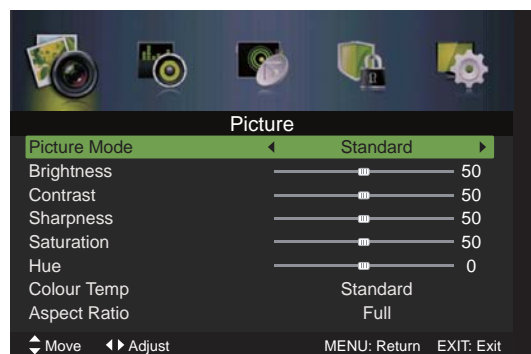 Picture
Picture Mode Standard
Brightness 50
Contrast 50
Sharpness 50
Saturation 50
Hue 0
Colour Temp Standard
Aspect Ratio Full
Move Adjust MENU: Return EXIT: Exit